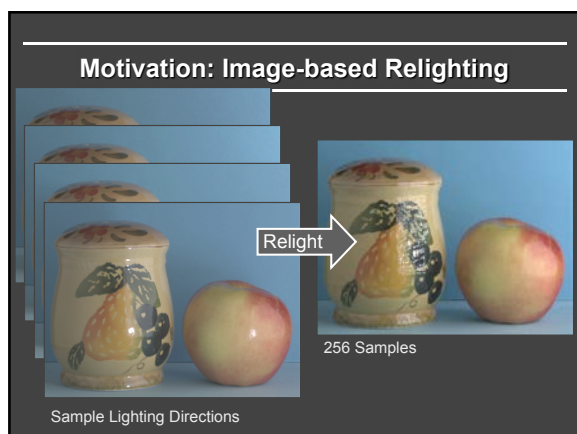 Motivation: Image-based Relighting
Relight
256 Samples
Sample Lighting Directions